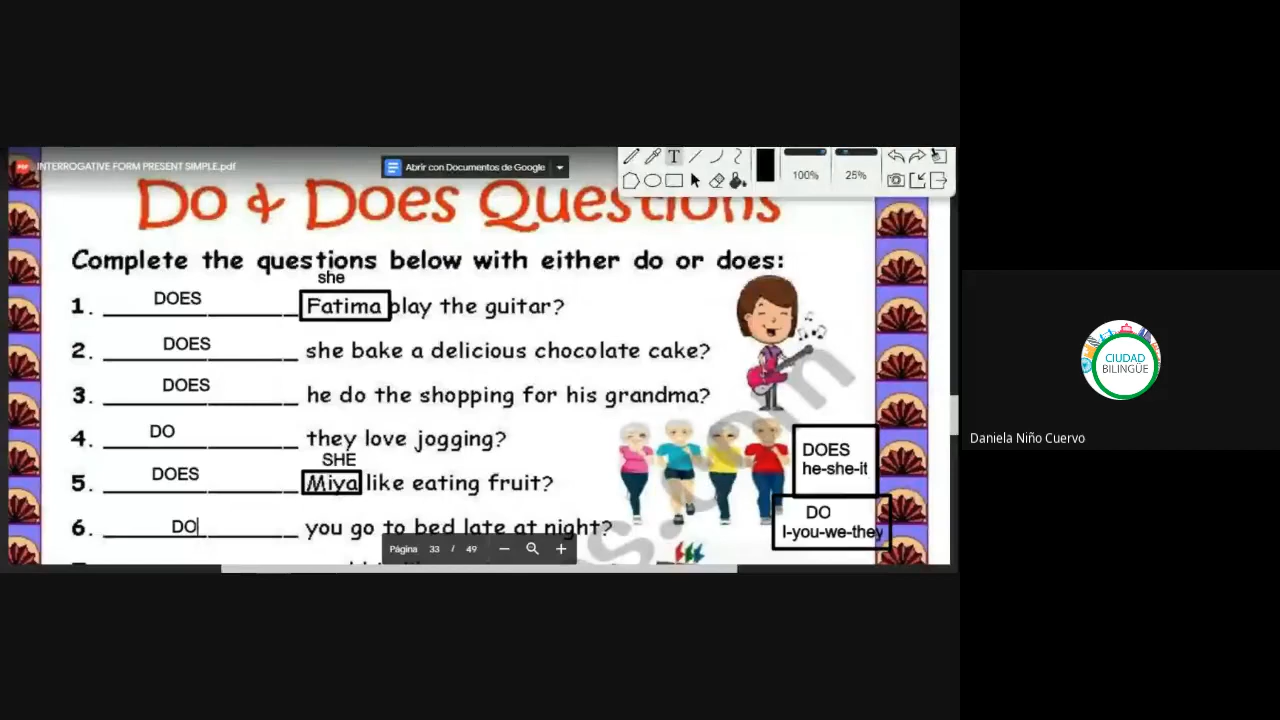 INTERROGATIVE FORM PRESENT SIMPLE.pdf
Abrir con Documentos de Google
100%
25%
Do & Does Questions
Complete the questions below with either do or does:
she
1. DOES Fatima play the guitar?
2. DOES she bake a delicious chocolate cake?
3. DOES he do the shopping for his grandma?
4. DO they love jogging?
SHE
5. DOES Miya like eating fruit?
6. DO you go to bed late at night?
DOES
he-she-it
DO
I-you-we-they
Página 33 / 49
CIUDAD
BILINGÜE
Daniela Niño Cuervo